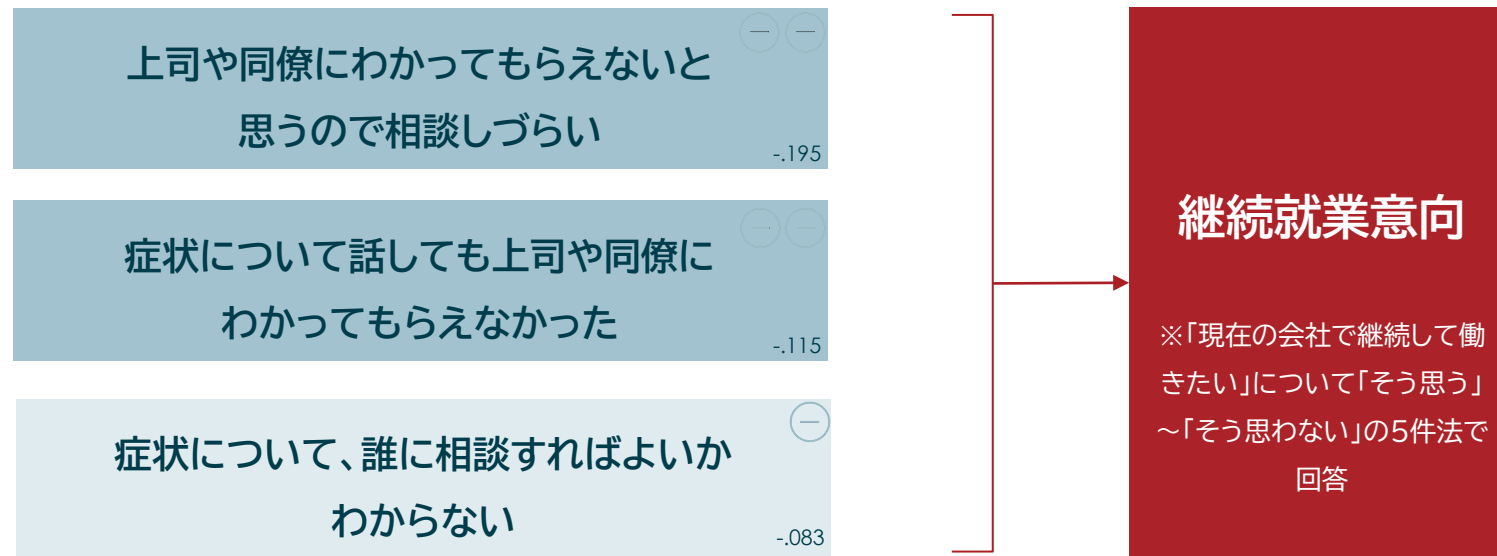 上司や同僚にわかってもらえないと
思うので相談しづらい
-.195
症状について話しても上司や同僚に
わかってもらえなかった
-.115
症状について、誰に相談すればよいか
わからない
-.083
継続就業意向
※「現在の会社で継続して働
きたい」について「そう思う」
～「そう思わない」の5件法で
回答